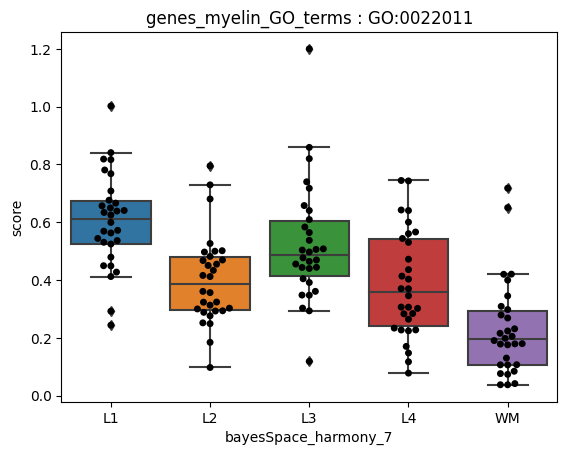 genes_myelin_GO_terms : GO:0022011
1.2
1.0
0.8
0.6
0.4
0.2
0.0
score
L1 L2 L3 L4 WM
bayesSpace_harmony_7